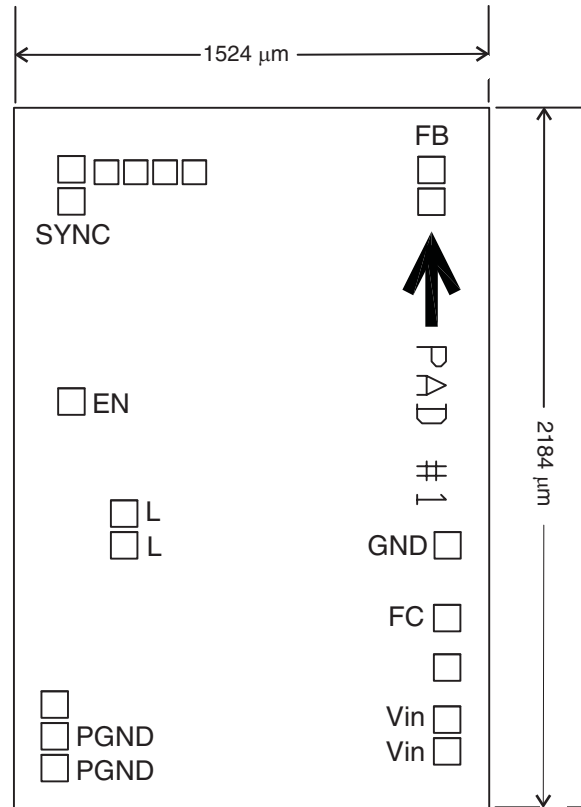 1524 μm
FB
SYNC
PAD #1
EN
2184 μm
L
L
GND
FC
Vin
PGND
Vin
PGND